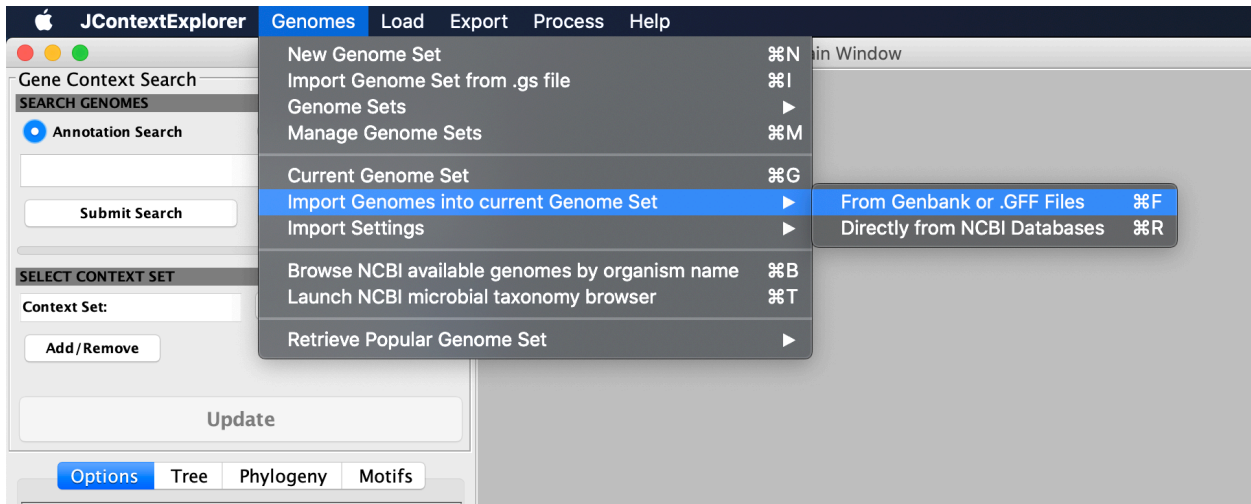 JContextExplorer Genomes Load Export Process Help
Window
Gene Context Search
SEARCH GENOMES
Annotation Search
Submit Search
SELECT CONTEXT SET
Context Set:
Add/Remove
Update
Options Tree Phylogeny Motifs
New Genome Set ⌘N
Import Genome Set from .gs file ⌘I
Genome Sets ▶
Manage Genome Sets ⌘M
Current Genome Set ⌘G
Import Genomes into current Genome Set ▶
Import Settings ▶
Browse NCBI available genomes by organism name ⌘B
Launch NCBI microbial taxonomy browser ⌘T
Retrieve Popular Genome Set ▶
From Genbank or .GFF Files ⌘F
Directly from NCBI Databases ⌘R